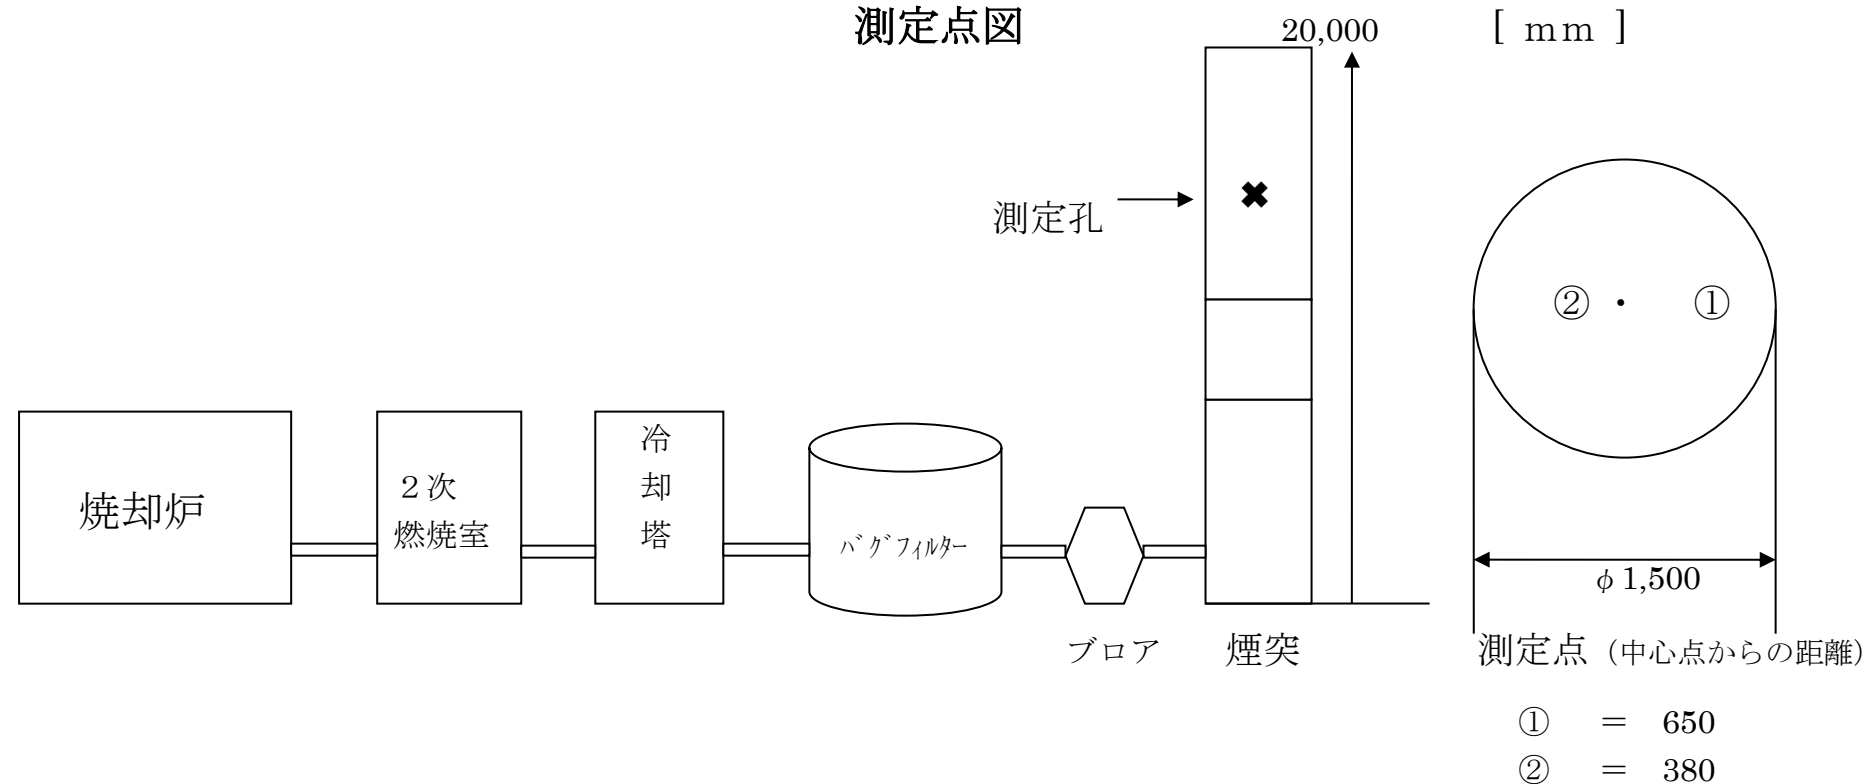 測定点図
20,000
[ mm ]
測定孔
② ・ ①
焼却炉
２次
燃焼室
冷
却
塔
ﾊﾞｸﾞﾌｨﾙﾀｰ
φ1,500
ブロア
煙突
測定点（中心点からの距離）
① ＝ 650
② ＝ 380